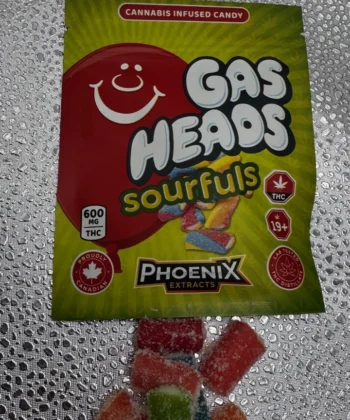 CANNABIS INFUSED CANDY
GAS
HEADS
sourfuls
600
MG
THC
THC
19+
PROUDLY
CANADIAN
PHOENIX
EXTRACTS